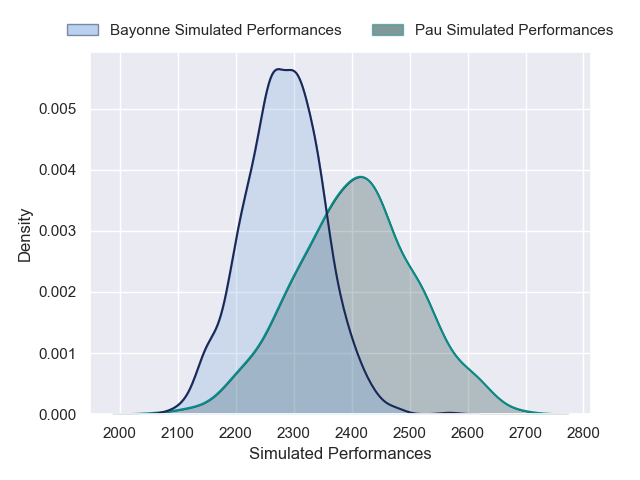 Bayonne Simulated Performances Pau Simulated Performances
0.005
0.004
0.003
0.002
0.001
0.000
Density
2000 2100 2200 2300 2400 2500 2600 2700 2800
Simulated Performances